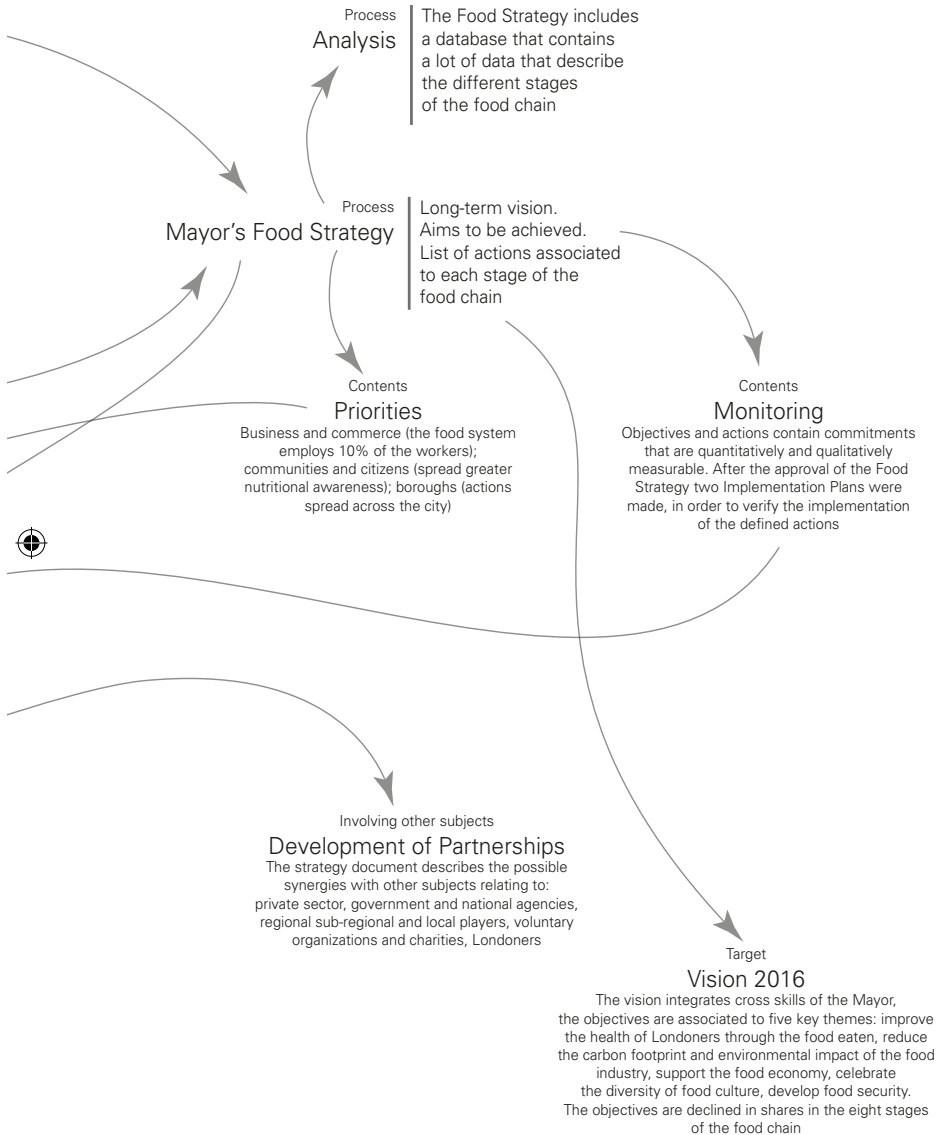 Process
Analysis
The Food Strategy includes
a database that contains
a lot of data that describe
the different stages
of the food chain
Process
Mayor's Food Strategy
Long-term vision.
Aims to be achieved.
List of actions associated
to each stage of the
food chain
Contents
Priorities
Business and commerce (the food system
employs 10% of the workers);
communities and citizens (spread greater
nutritional awareness); boroughs (actions
spread across the city)
Contents
Monitoring
Objectives and actions contain commitments
that are quantitatively and qualitatively
measurable. After the approval of the Food
Strategy two Implementation Plans were
made, in order to verify the implementation
of the defined actions
Involving other subjects
Development of Partnerships
The strategy document describes the possible
synergies with other subjects relating to:
private sector, government and national agencies,
regional sub-regional and local players, voluntary
organizations and charities, Londoners
Target
Vision 2016
The vision integrates cross skills of the Mayor,
the objectives are associated to five key themes: improve
the health of Londoners through the food eaten, reduce
the carbon footprint and environmental impact of the food
industry, support the food economy, celebrate
the diversity of food culture, develop food security.
The objectives are declined in shares in the eight stages
of the food chain